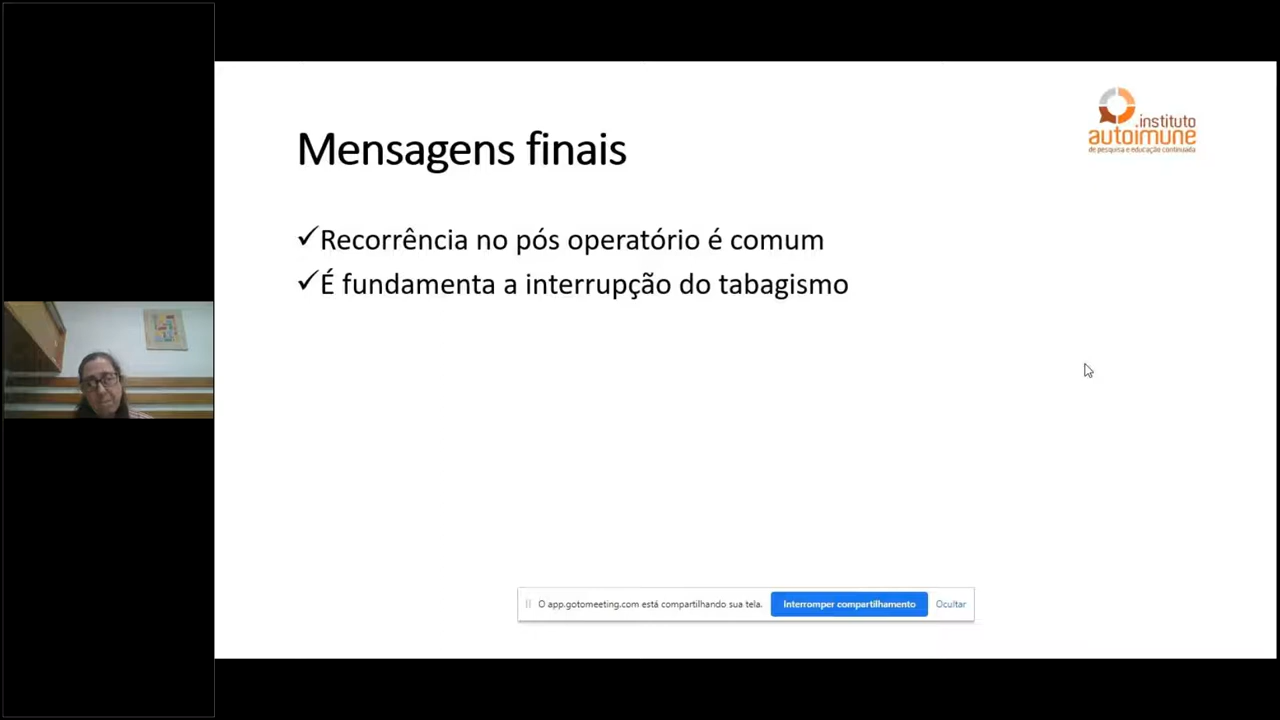 .instituto
autoimune
de pesquisa e educação continuada
Mensagens finais
✓Recorrência no pós operatório é comum
✓É fundamenta a interrupção do tabagismo
O app.gotomeeting.com está compartilhando sua tela. Interromper compartilhamento Ocultar